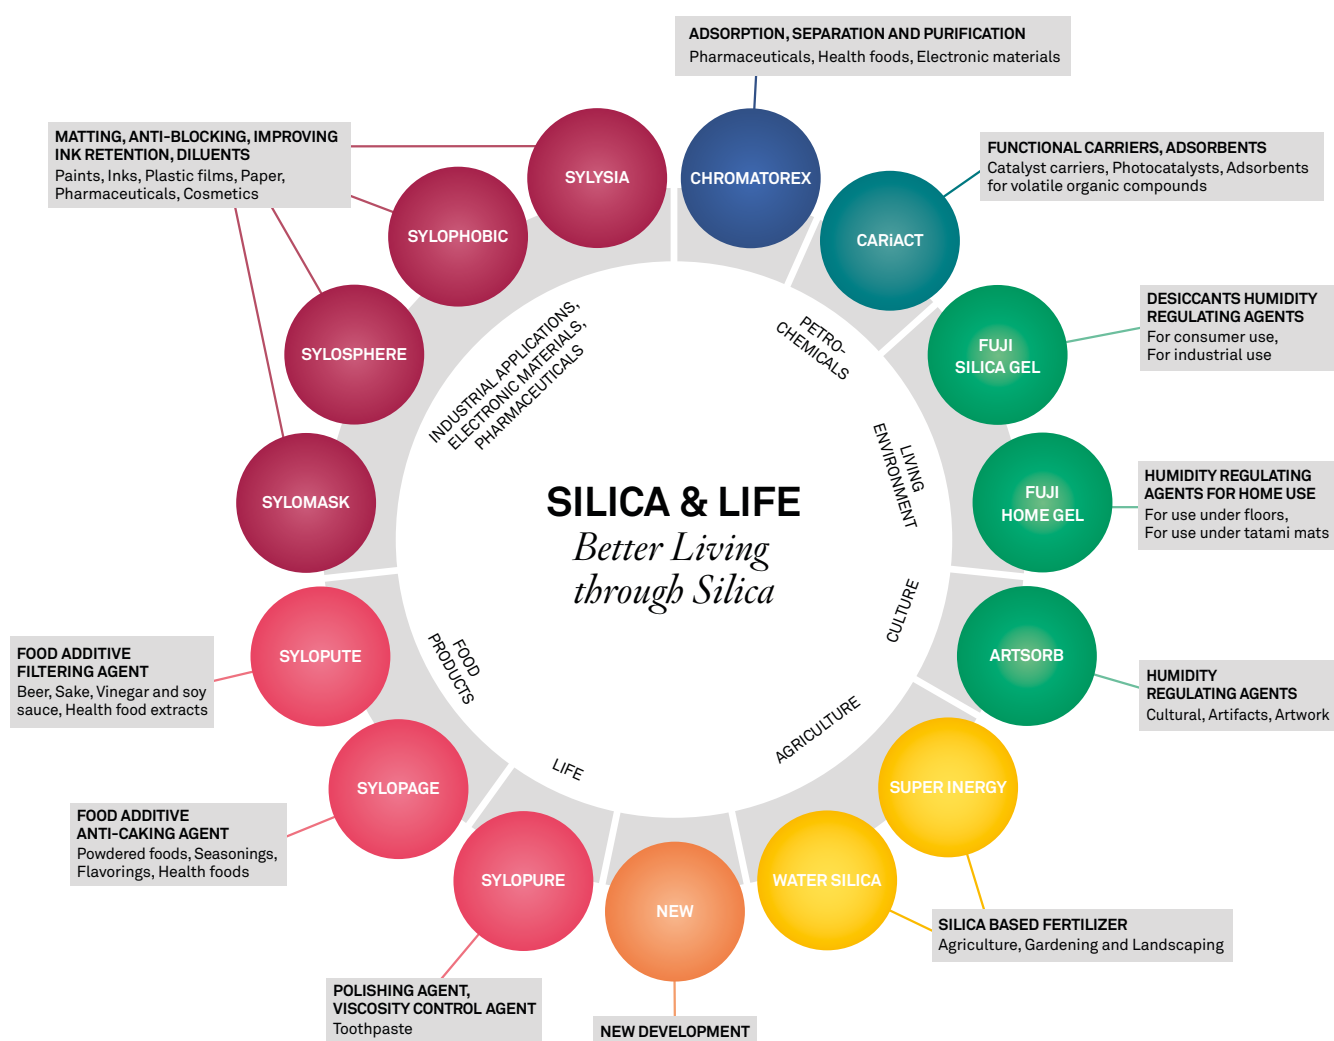 ADSORPTION, SEPARATION AND PURIFICATION
Pharmaceuticals, Health foods, Electronic materials
MATTING, ANTI-BLOCKING, IMPROVING
INK RETENTION, DILUENTS
Paints, Inks, Plastic films, Paper,
Pharmaceuticals, Cosmetics
FUNCTIONAL CARRIERS, ADSORBENTS
Catalyst carriers, Photocatalysts, Adsorbents
for volatile organic compounds
SYLYSIA
CHROMATOREX
SYLOPHOBIC
CARiACT
DESICCANTS HUMIDITY
REGULATING AGENTS
For consumer use,
For industrial use
SYLOSPHERE
FUJI
SILICA GEL
INDUSTRIAL APPLICATIONS,
ELECTRONIC MATERIALS,
PHARMACEUTICALS
PETRO-
CHEMICALS
LIVING
ENVIRONMENT
SYLOMASK
FUJI
HOME GEL
HUMIDITY REGULATING
AGENTS FOR HOME USE
For use under floors,
For use under tatami mats
SILICA & LIFE
Better Living
through Silica
CULTURE
FOOD ADDITIVE
FILTERING AGENT
Beer, Sake, Vinegar and soy
sauce, Health food extracts
SYLOPUTE
FOOD
PRODUCTS
ARTSORB
HUMIDITY
REGULATING AGENTS
Cultural, Artifacts, Artwork
AGRICULTURE
LIFE
SYLOPAGE
SUPER INERGY
FOOD ADDITIVE
ANTI-CAKING AGENT
Powdered foods, Seasonings,
Flavorings, Health foods
SYLOPURE
NEW
WATER SILICA
SILICA BASED FERTILIZER
Agriculture, Gardening and Landscaping
POLISHING AGENT,
VISCOSITY CONTROL AGENT
Toothpaste
NEW DEVELOPMENT